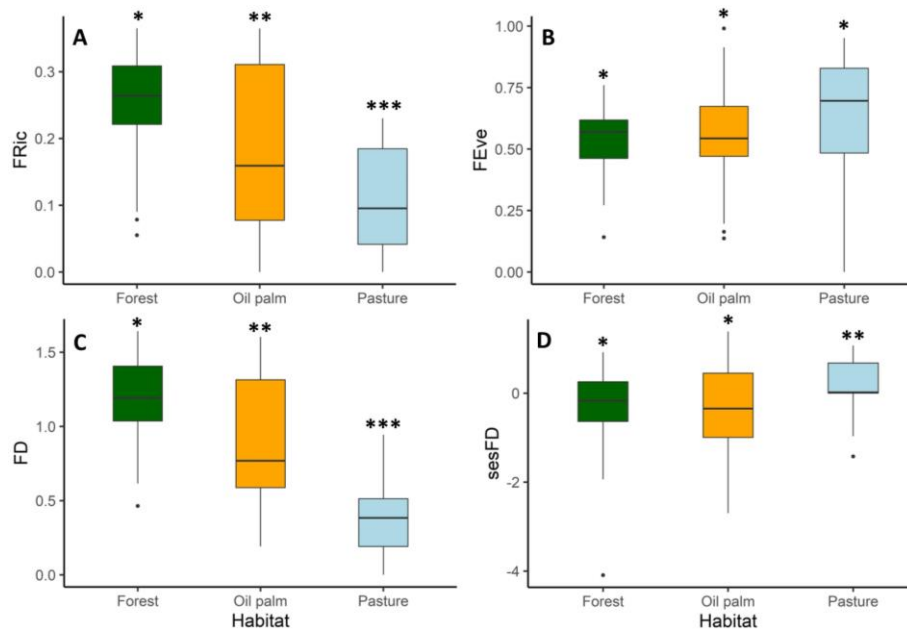 A
*
**
***
FRic
0.3
0.2
0.1
0.0
Forest
Oil palm
Pasture
B
*
*
*
FEve
1.00
0.75
0.50
0.25
0.00
Forest
Oil palm
Pasture
C
*
**
***
FD
1.5
1.0
0.5
0.0
Forest
Oil palm
Pasture
Habitat
D
*
*
**
sesFD
0
-2
-4
Forest
Oil palm
Pasture
Habitat